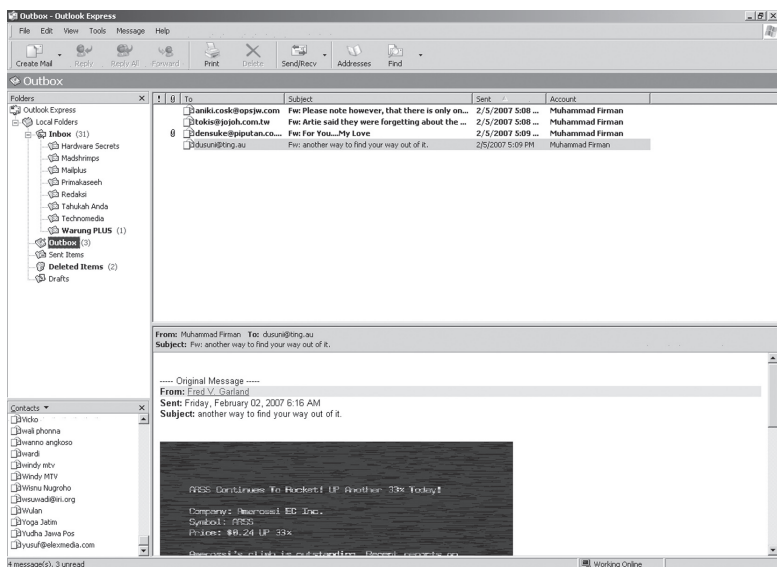 Outbox - Outlook Express
File Edit View Tools Message Help
Create Mail Reply Reply All Forward Print Delete Send/Recv Addresses Find
Outbox
Folders
Outlook Express
Local Folders
Inbox (31)
Hardware Secrets
Madshrimps
Mailplus
Primakaseeh
Redaksi
Tahukah Anda
Technomedia
Warung PLUS (1)
Outbox (3)
Sent Items
Deleted Items (2)
Drafts
! To Subject Sent Account
aniki.cosk@opsjw.com Fw: Please note however, that there is only on... 2/5/2007 5:08 ... Muhammad Firman
tokis@jojoh.com.tw Fw: Artie said they were forgetting about the ... 2/5/2007 5:08 ... Muhammad Firman
densuke@piputan.co.... Fw: For You....My Love 2/5/2007 5:09 ... Muhammad Firman
dusuni@ting.au Fw: another way to find your way out of it. 2/5/2007 5:09 PM Muhammad Firman
From: Muhammad Firman To: dusuni@ting.au
Subject: Fw: another way to find your way out of it.
----- Original Message -----
From: Fred V. Garland
Sent: Friday, February 02, 2007 6:16 AM
Subject: another way to find your way out of it.
ARSS Continues To Rocket! UP Another 33% Today!
Company: Amerossi EC Inc.
Symbol: ARSS
Price: $0.24 UP 33%
Amerossi's climb is outstanding. Recent reports on
Contacts
Vicko
wali phonna
wanno angkoso
wardi
windy mtv
Windy MTV
Wisnu Nugroho
wsuwadi@iri.org
Wulan
Yoga Jatim
Yudha Jawa Pos
yusuf@elexmedia.com
4 message(s), 3 unread
Working Online